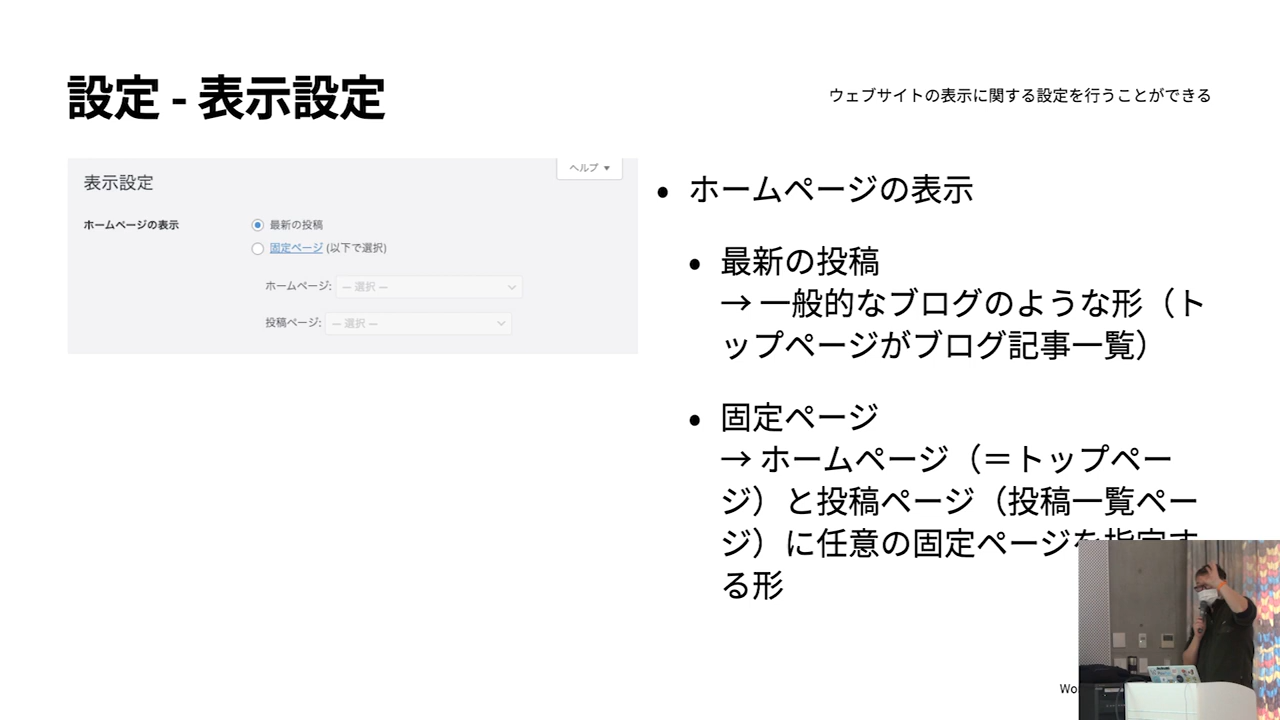 設定 - 表示設定
ウェブサイトの表示に関する設定を行うことができる
表示設定
ヘルプ ▼
ホームページの表示
最新の投稿
固定ページ (以下で選択)
ホームページ: — 選択 —
投稿ページ: — 選択 —
• ホームページの表示
• 最新の投稿
→ 一般的なブログのような形（ト
ップページがブログ記事一覧）
• 固定ページ
→ ホームページ（＝トップペー
ジ）と投稿ページ（投稿一覧ペー
ジ）に任意の固定ページを指定す
る形